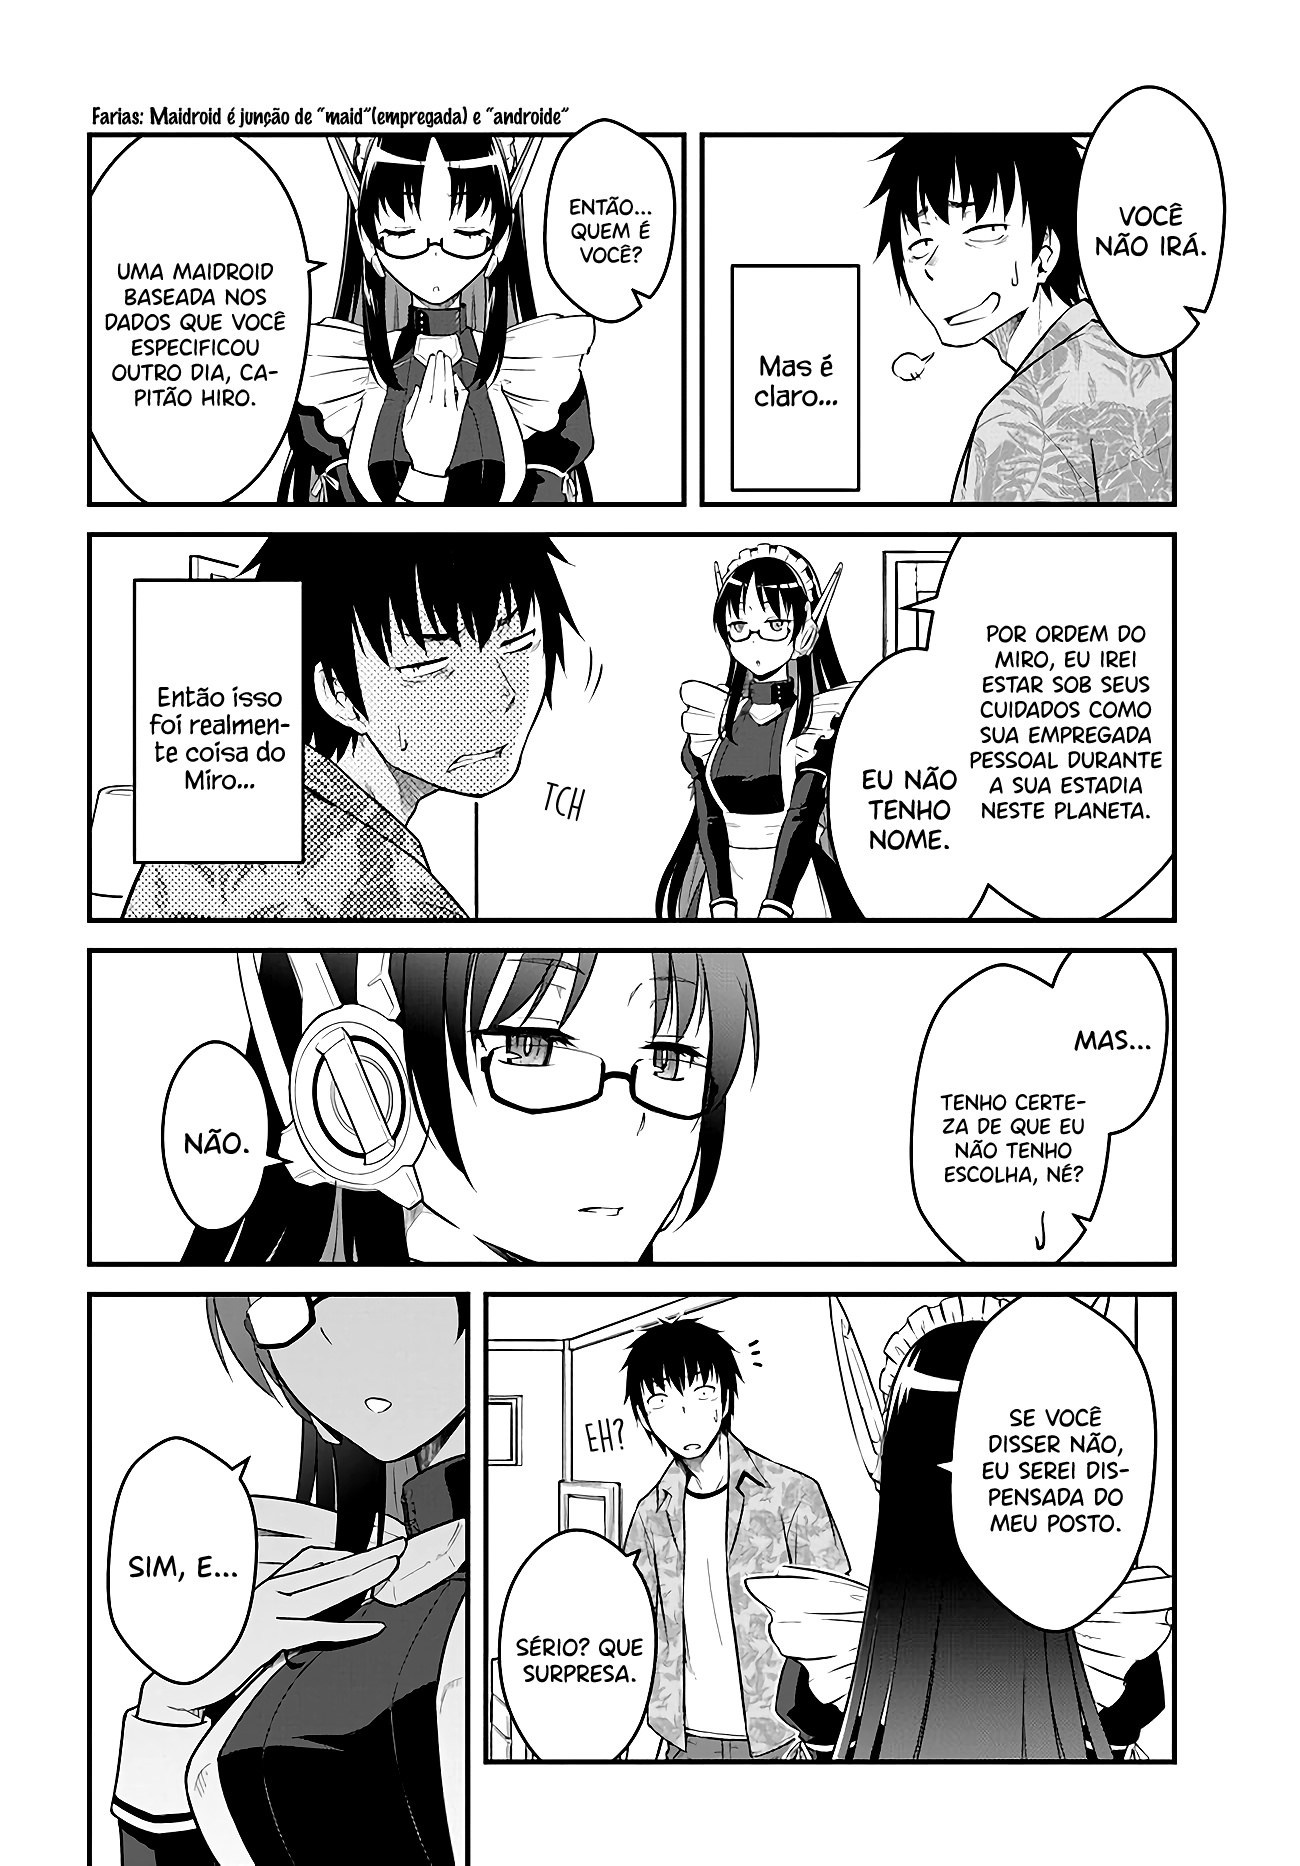 Farias: Maidroid é junção de "maid"(empregada) e "androide"
VOCÊ
NÃO IRÁ.
Mas é
claro...
ENTÃO...
QUEM É
VOCÊ?
UMA MAIDROID
BASEADA NOS
DADOS QUE VOCÊ
ESPECIFICOU
OUTRO DIA, CA-
PITÃO HIRO.
POR ORDEM DO
MIRO, EU IREI
ESTAR SOB SEUS
CUIDADOS COMO
SUA EMPREGADA
PESSOAL DURANTE
A SUA ESTADIA
NESTE PLANETA.
EU NÃO
TENHO
NOME.
TCH
Então isso
foi realmen-
te coisa do
Miro...
MAS...
TENHO CERTE-
ZA DE QUE EU
NÃO TENHO
ESCOLHA, NÉ?
NÃO.
SE VOCÊ
DISSER NÃO,
EU SEREI DIS-
PENSADA DO
MEU POSTO.
EH?
SÉRIO? QUE
SURPRESA.
SIM, E...